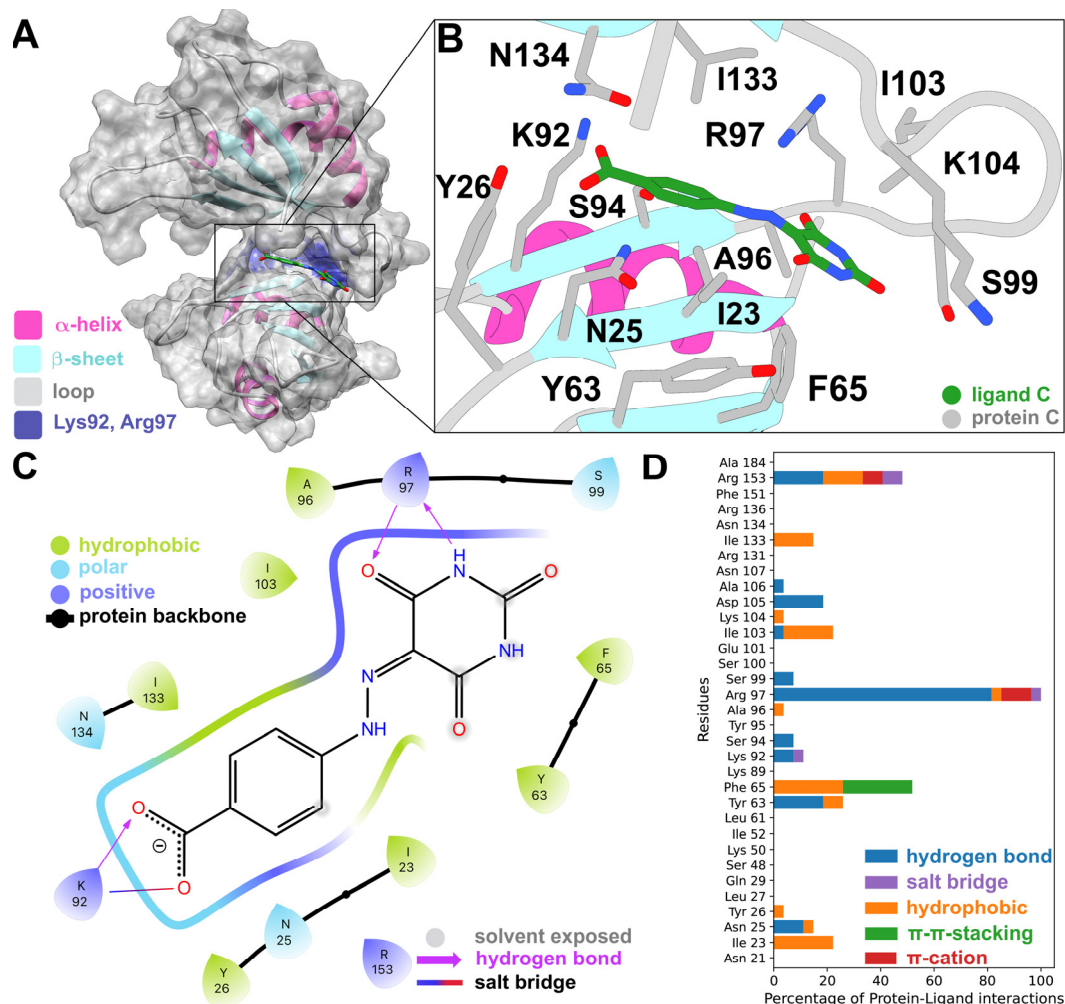 A
α-helix
β-sheet
loop
Lys92, Arg97
B
N134
I133
I103
K92
R97
K104
Y26
S94
A96
S99
N25
I23
Y63
F65
ligand C
protein C
C
hydrophobic
polar
positive
protein backbone
A
96
R
97
S
99
I
103
I
133
N
134
F
65
Y
63
K
92
I
23
N
25
Y
26
R
153
O
H
N
O
N
NH
N
NH
O
O
O
solvent exposed
hydrogen bond
salt bridge
D
Residues
Ala 184
Arg 153
Phe 151
Arg 136
Asn 134
Ile 133
Arg 131
Asn 107
Ala 106
Asp 105
Lys 104
Ile 103
Glu 101
Ser 100
Ser 99
Arg 97
Ala 96
Tyr 95
Ser 94
Lys 92
Lys 89
Phe 65
Tyr 63
Leu 61
Ile 52
Lys 50
Ser 48
Gln 29
Leu 27
Tyr 26
Asn 25
Ile 23
Asn 21
hydrogen bond
salt bridge
hydrophobic
π-π-stacking
π-cation
0 20 40 60 80 100
Percentage of Protein-Ligand interactions